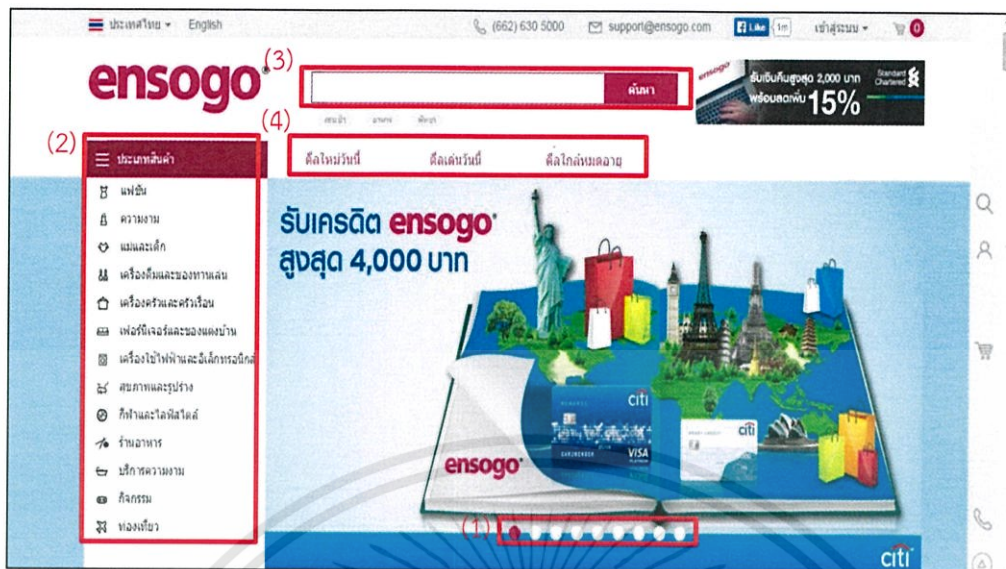 ประเทศไทย English (662) 630 5000 support@ensogo.com Like 1m เข้าสู่ระบบ 0
ensogo
(3)
ค้นหา
ensogo รับเงินคืนสูงสุด 2,000 บาท
พร้อมลดเพิ่ม 15%
Standard Chartered
(4)
ดีลใหม่วันนี้ ดีลเด่นวันนี้ ดีลใกล้หมดอายุ
(2)
ประเภทสินค้า
แฟชั่น
ความงาม
แม่และเด็ก
เครื่องดื่มและของทานเล่น
เครื่องครัวและครัวเรือน
เฟอร์นิเจอร์และของแต่งบ้าน
เครื่องใช้ไฟฟ้าและอิเล็กทรอนิกส์
สุขภาพและรูปร่าง
กีฬาและไลฟ์สไตล์
ร้านอาหาร
บริการความงาม
กิจกรรม
ท่องเที่ยว
รับเครดิต ensogo
สูงสุด 4,000 บาท
citi
VISA
citi
ensogo
(1)
citi